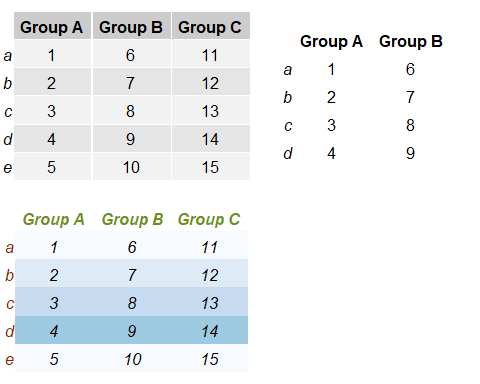 Group A Group B Group C
a 1 6 11
b 2 7 12
c 3 8 13
d 4 9 14
e 5 10 15
Group A Group B
a 1 6
b 2 7
c 3 8
d 4 9
Group A Group B Group C
a 1 6 11
b 2 7 12
c 3 8 13
d 4 9 14
e 5 10 15